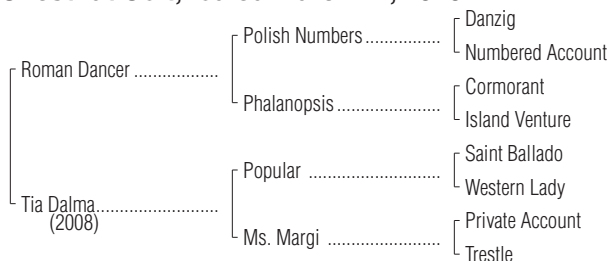 Polish Numbers
Danzig
Numbered Account
Roman Dancer
Phalanopsis
Cormorant
Island Venture
Popular
Saint Ballado
Western Lady
Tia Dalma
(2008)
Ms. Margi
Private Account
Trestle